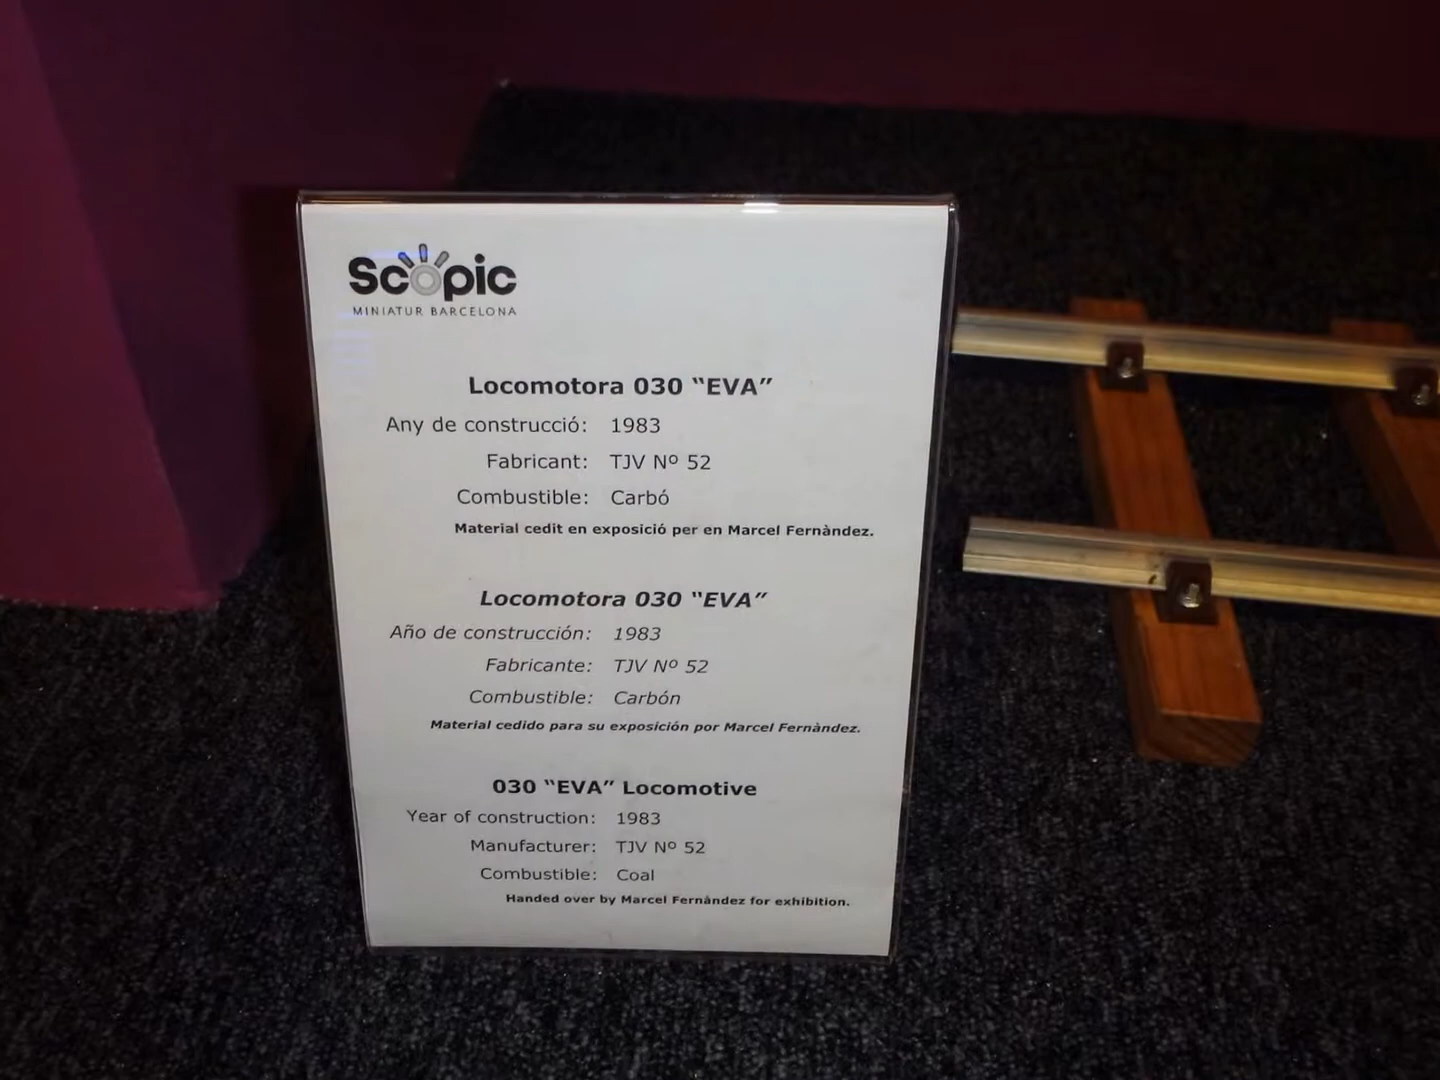 Scopic
MINIATUR BARCELONA
Locomotora 030 “EVA”
Any de construcció: 1983
Fabricant: TJV Nº 52
Combustible: Carbó
Material cedit en exposició per en Marcel Fernàndez.
Locomotora 030 “EVA”
Año de construcción: 1983
Fabricante: TJV Nº 52
Combustible: Carbón
Material cedido para su exposición por Marcel Fernàndez.
030 “EVA” Locomotive
Year of construction: 1983
Manufacturer: TJV Nº 52
Combustible: Coal
Handed over by Marcel Fernàndez for exhibition.